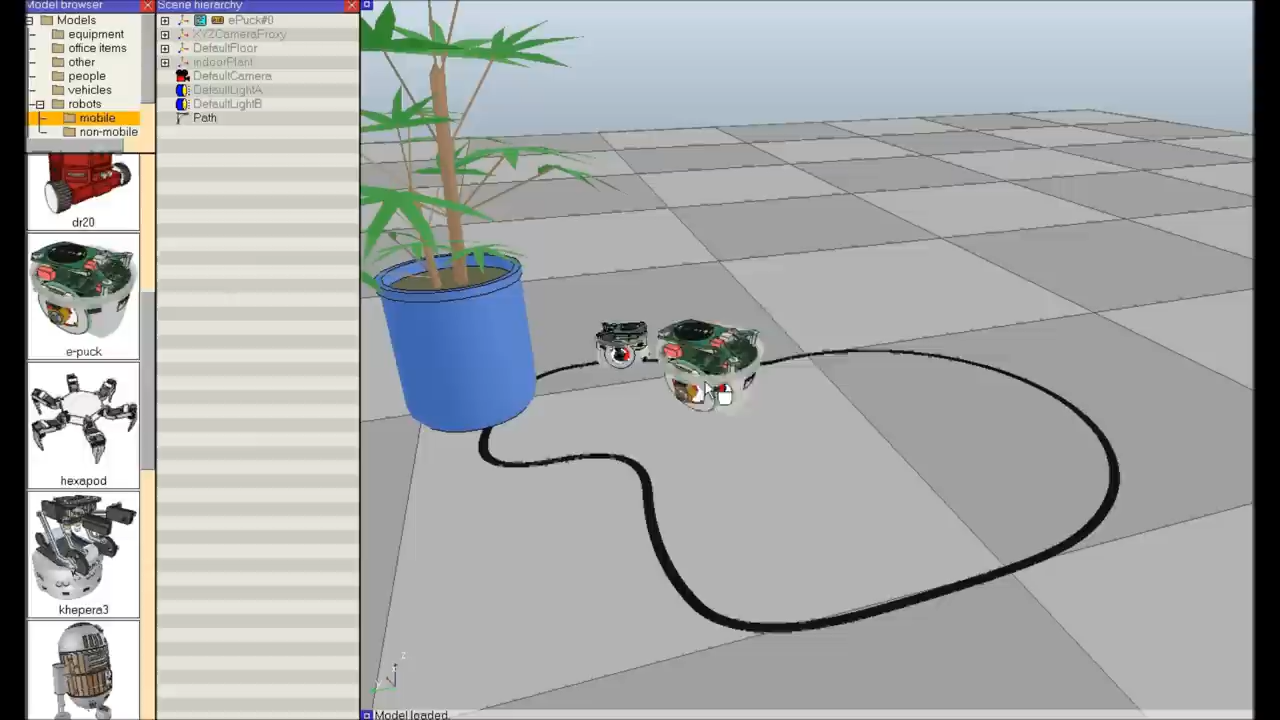 Model browser
Models
equipment
office items
other
people
vehicles
robots
mobile
non-mobile
dr20
e-puck
hexapod
khepera3
Scene hierarchy
ePuck#0
XYZCameraProxy
DefaultFloor
indoorPlant
DefaultCamera
DefaultLightA
DefaultLightB
Path
z
Model loaded.